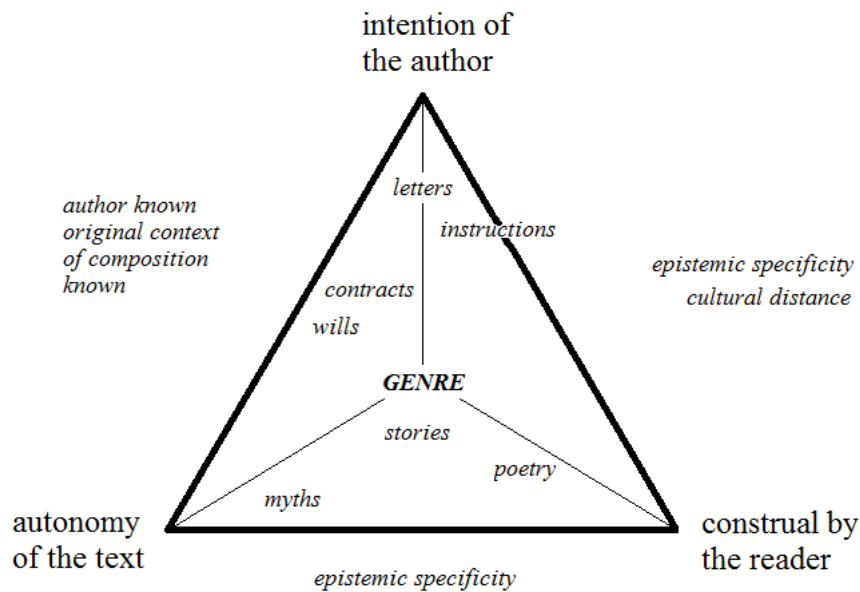 intention of
the author
letters
author known
original context
of composition
known
instructions
epistemic specificity
cultural distance
contracts
wills
GENRE
stories
poetry
myths
autonomy
of the text
construal by
the reader
epistemic specificity